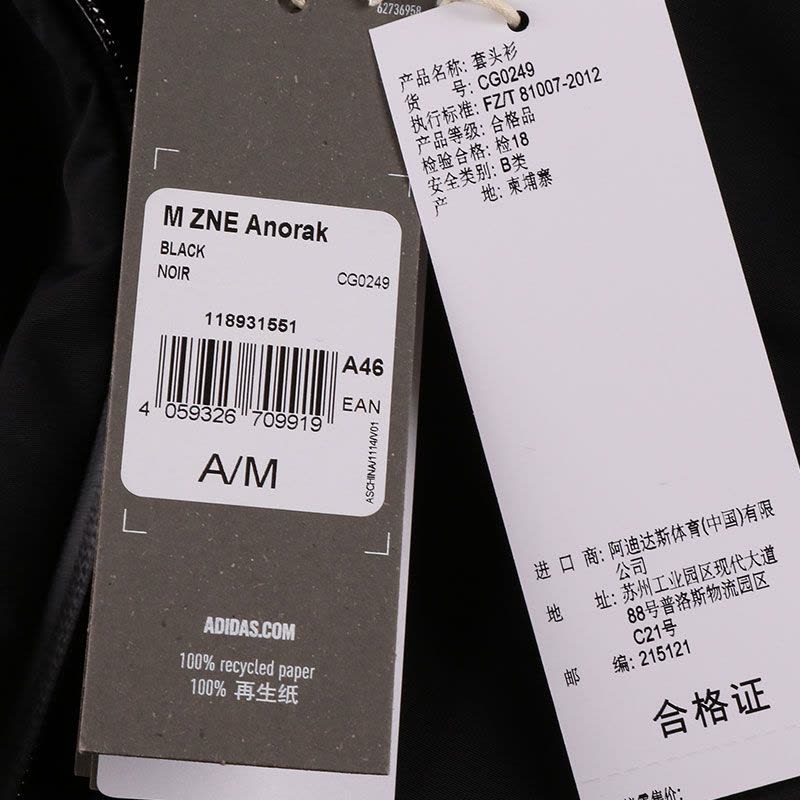 62736958
M ZNE Anorak
BLACK
NOIR
CG0249
118931551
A46
4 059326 709919
EAN
A/M
ASCHINA/1114/V01
ADIDAS.COM
100% recycled paper
100% 再生纸
产品名称: 套头衫
货 号: CG0249
执行标准: FZ/T 81007-2012
产品等级: 合格品
检验合格: 检18
安全类别: B类
产 地: 柬埔寨
进 口 商: 阿迪达斯体育(中国)有限
公司
地 址: 苏州工业园区现代大道
88号普洛斯物流园区
C21号
邮 编: 215121
合格证
零售价: